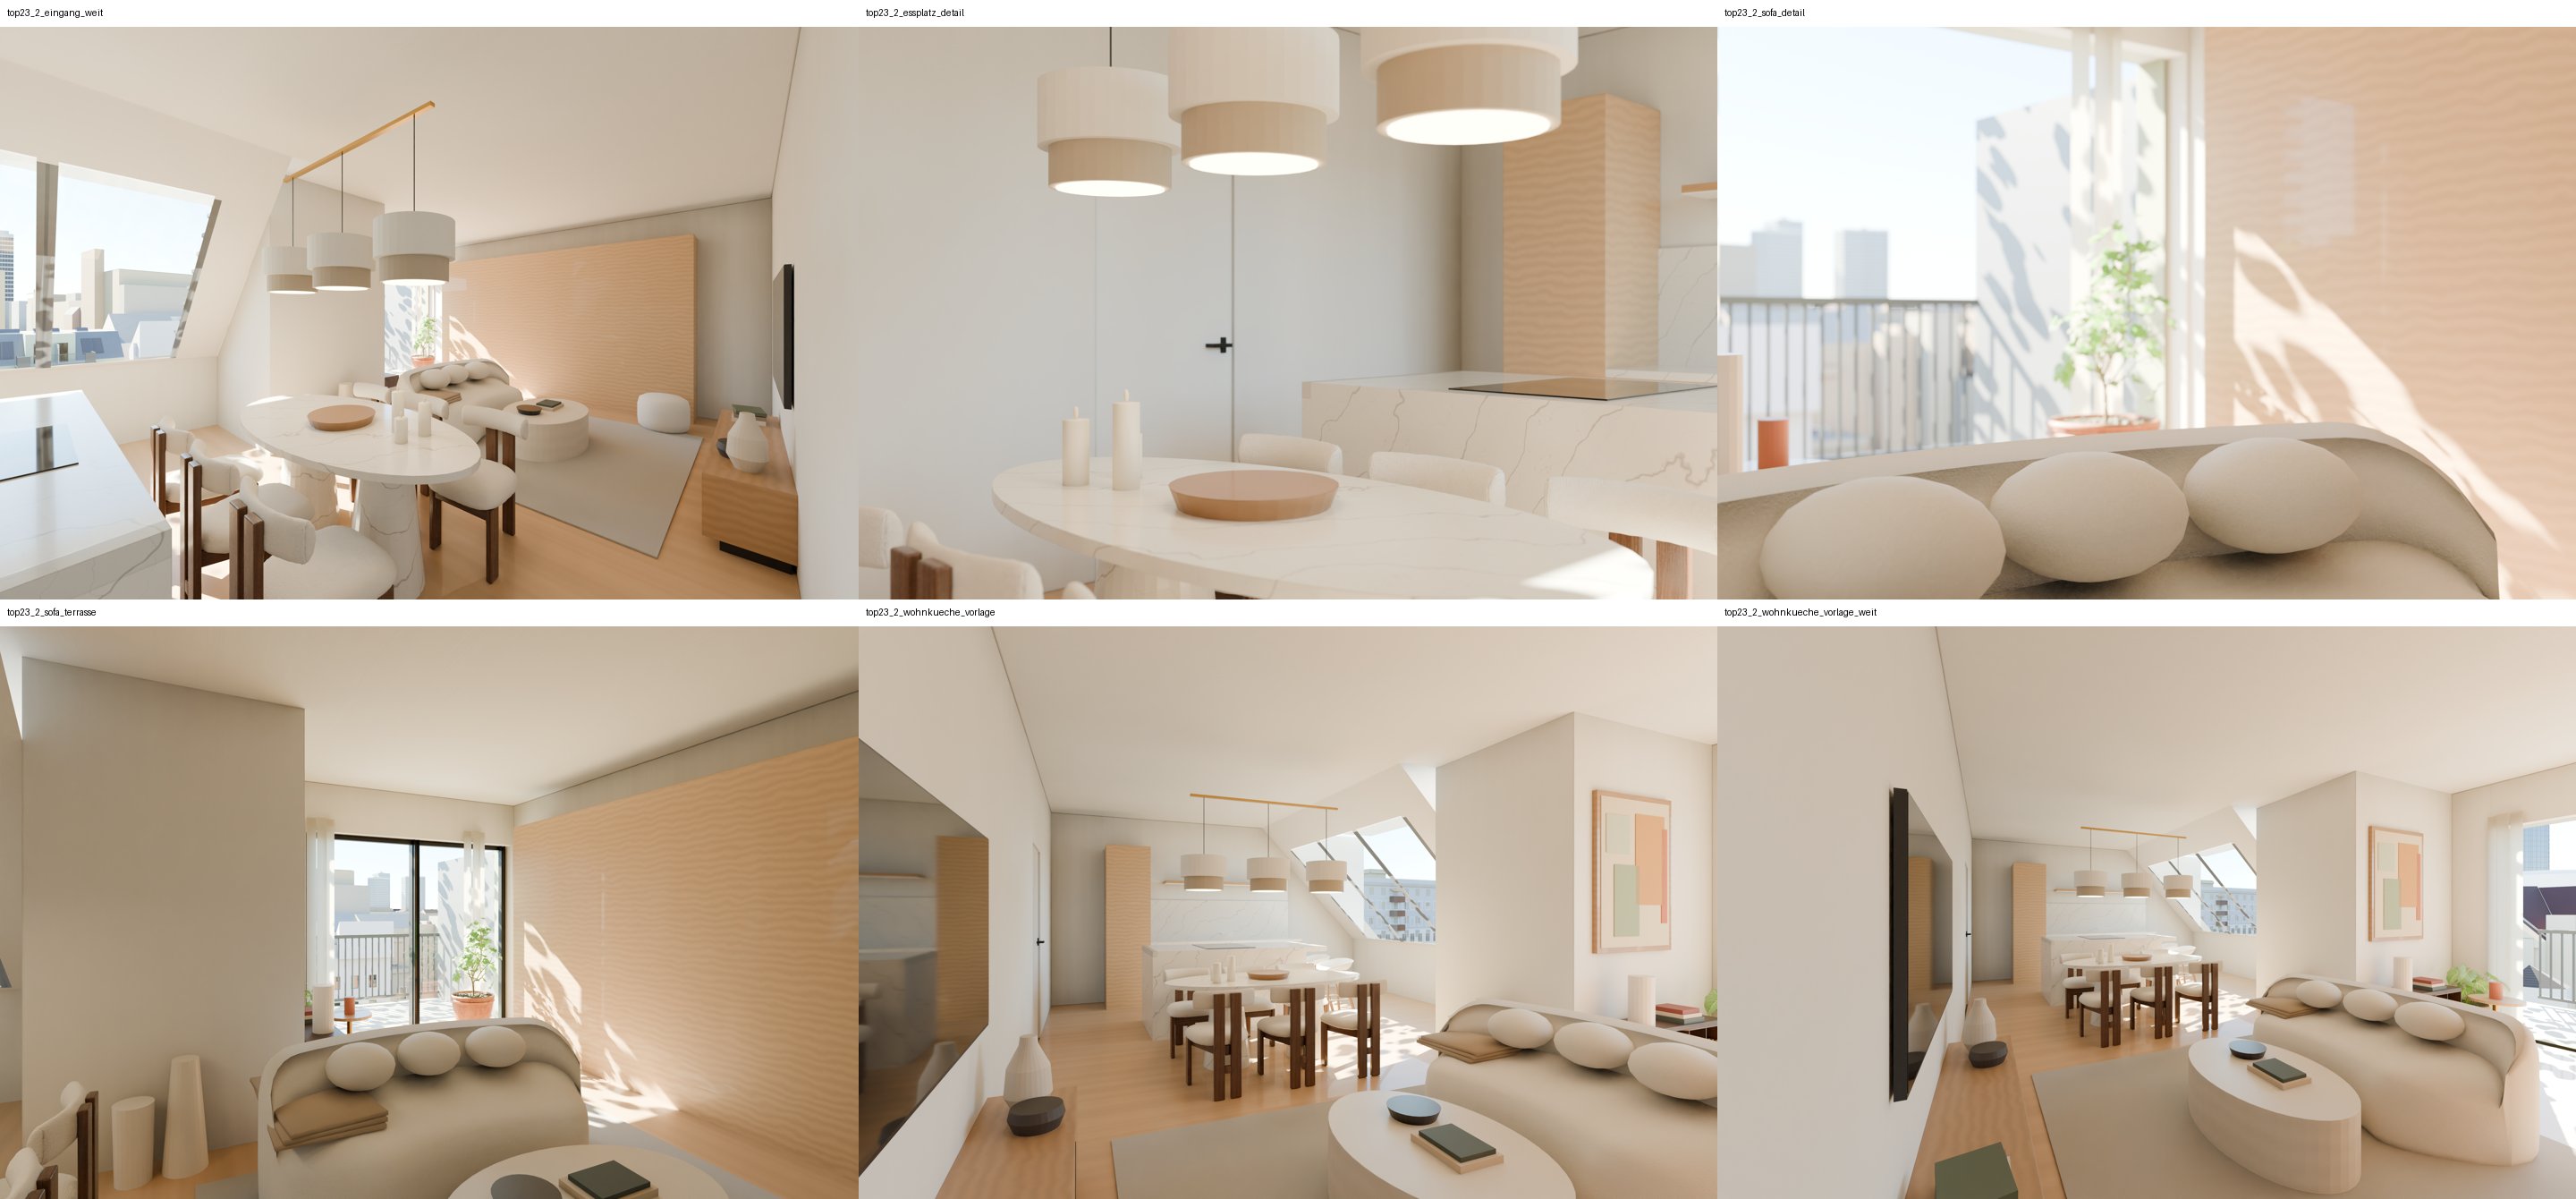 top23_2_eingang_weit
top23_2_essplatz_detail
top23_2_sofa_detail
top23_2_sofa_terrasse
top23_2_wohnkueche_vorlage
top23_2_wohnkueche_vorlage_weit